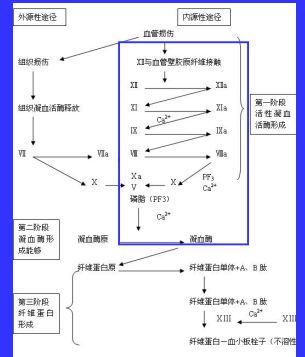 外源性途径
内源性途径
血管损伤
组织损伤
XII与血管壁胶原纤维接触
XII XIIa
组织凝血活酶释放
XI XIa
Ca²⁺
IX IXa
第一阶段
活性凝血
活酶形成
VII VIIa
VIII VIIIa
X
Xa
V
X
PF₃
Ca²⁺
磷脂（PF3）
Ca²⁺
第二阶段
凝血酶形
成能够
凝血酶原 凝血酶
纤维蛋白原 纤维蛋白单体+A、B 肽
第三阶段
纤维蛋白
形成
纤维蛋白单体+A、B 肽
XIII Ca²⁺ XII
纤维蛋白－血小板栓子（不溶性